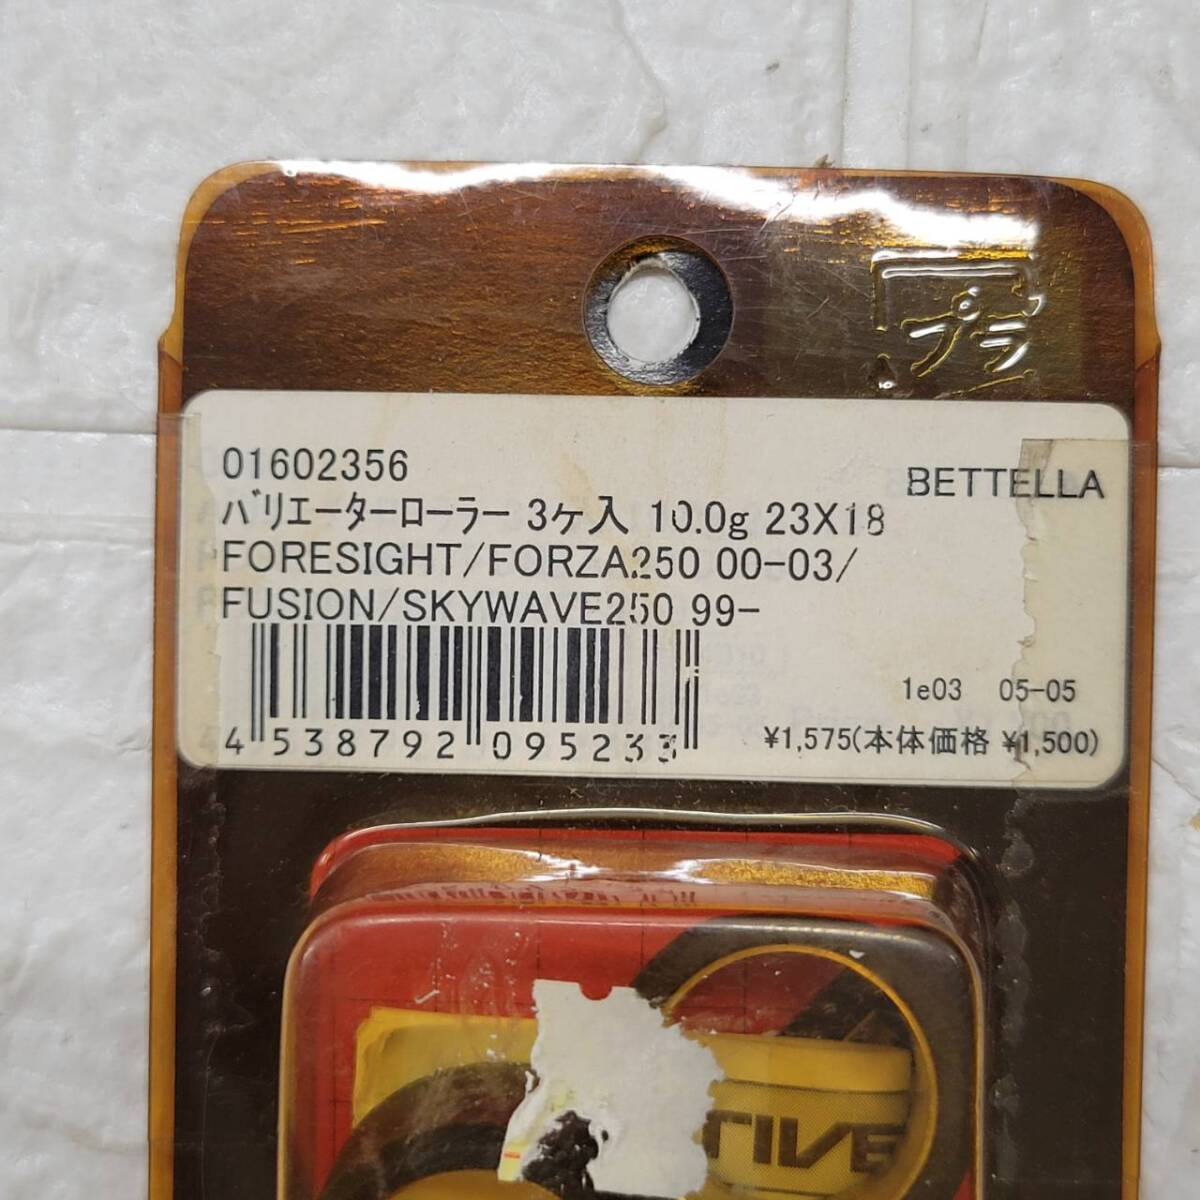 プラ
01602356
BETTELLA
バリエーターローラー 3ヶ入 10.0g 23X18
FORESIGHT/FORZA250 00-03/
FUSION/SKYWAVE250 99-
1e03 05-05
4 538792 095233
¥1,575(本体価格 ¥1,500)
TIVE